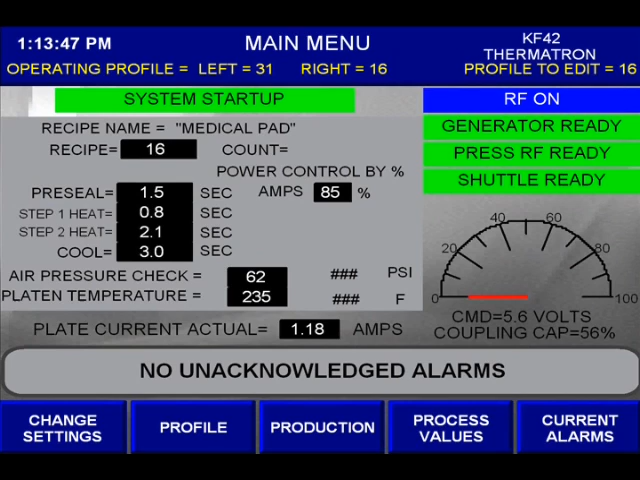 1:13:47 PM
MAIN MENU
KF42
THERMATRON
OPERATING PROFILE = LEFT = 31 RIGHT = 16
PROFILE TO EDIT = 16
SYSTEM STARTUP
RF ON
RECIPE NAME = "MEDICAL PAD"
GENERATOR READY
RECIPE= 16 COUNT=
PRESS RF READY
POWER CONTROL BY %
SHUTTLE READY
PRESEAL= 1.5 SEC AMPS 85 %
STEP 1 HEAT= 0.8 SEC
STEP 2 HEAT= 2.1 SEC
COOL= 3.0 SEC
0 20 40 60 80 100
AIR PRESSURE CHECK = 62 ### PSI
PLATEN TEMPERATURE = 235 ### F
CMD=5.6 VOLTS
PLATE CURRENT ACTUAL= 1.18 AMPS
COUPLING CAP=56%
NO UNACKNOWLEDGED ALARMS
CHANGE SETTINGS
PROFILE
PRODUCTION
PROCESS VALUES
CURRENT ALARMS